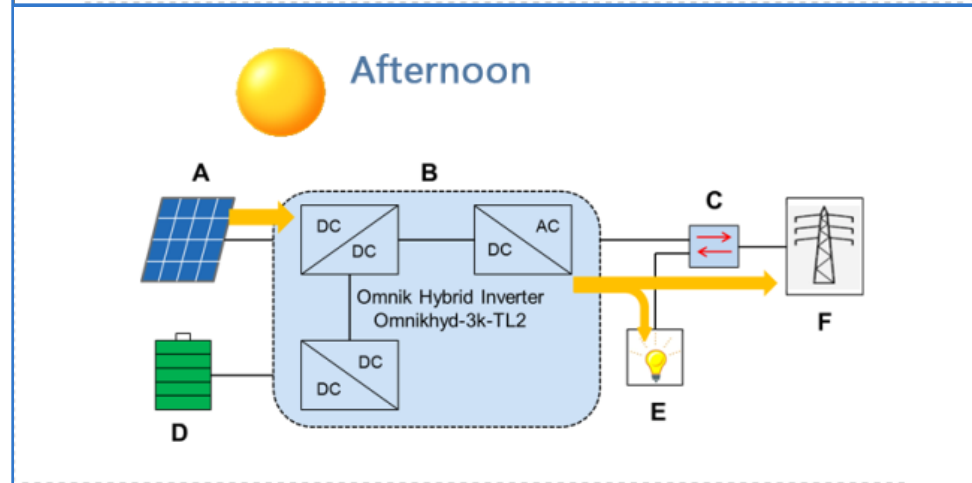 Afternoon
A
B
C
DC
DC
AC
DC
Omnik Hybrid Inverter
Omnikhyd-3k-TL2
F
DC
DC
E
D